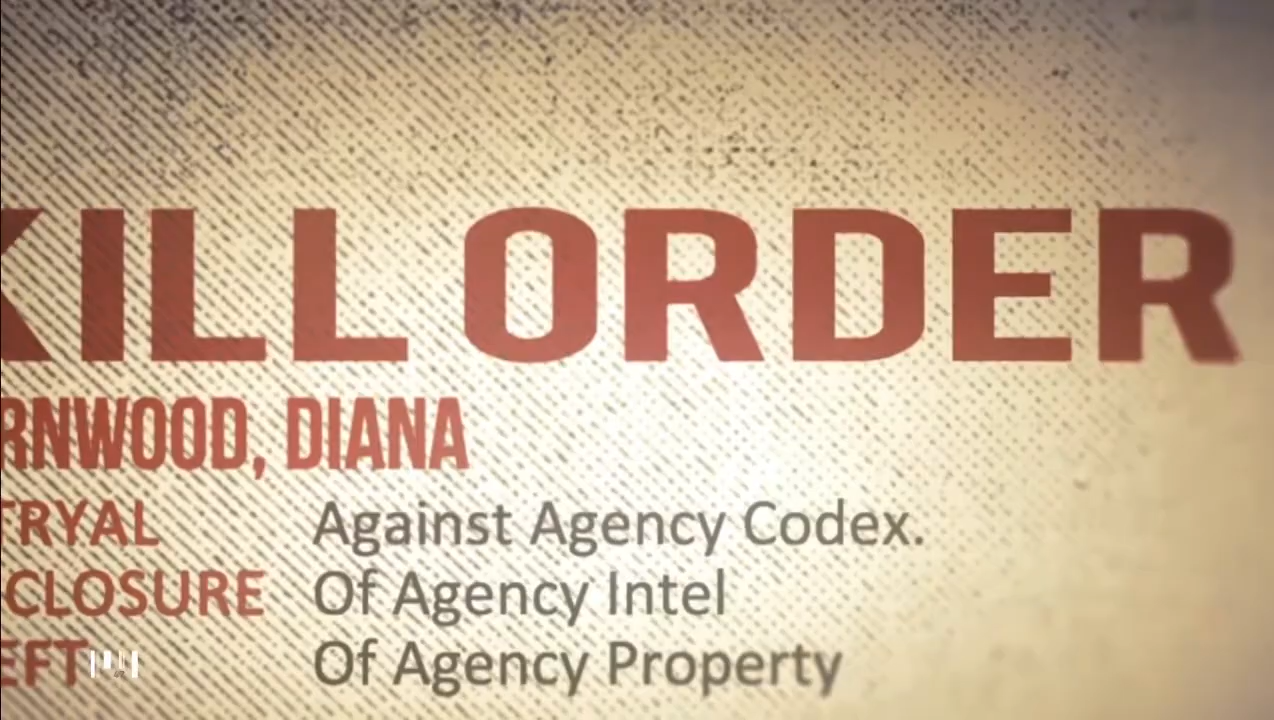 KILL ORDER
RNWOOD, DIANA
TRYAL Against Agency Codex.
CLOSURE Of Agency Intel
EFT Of Agency Property